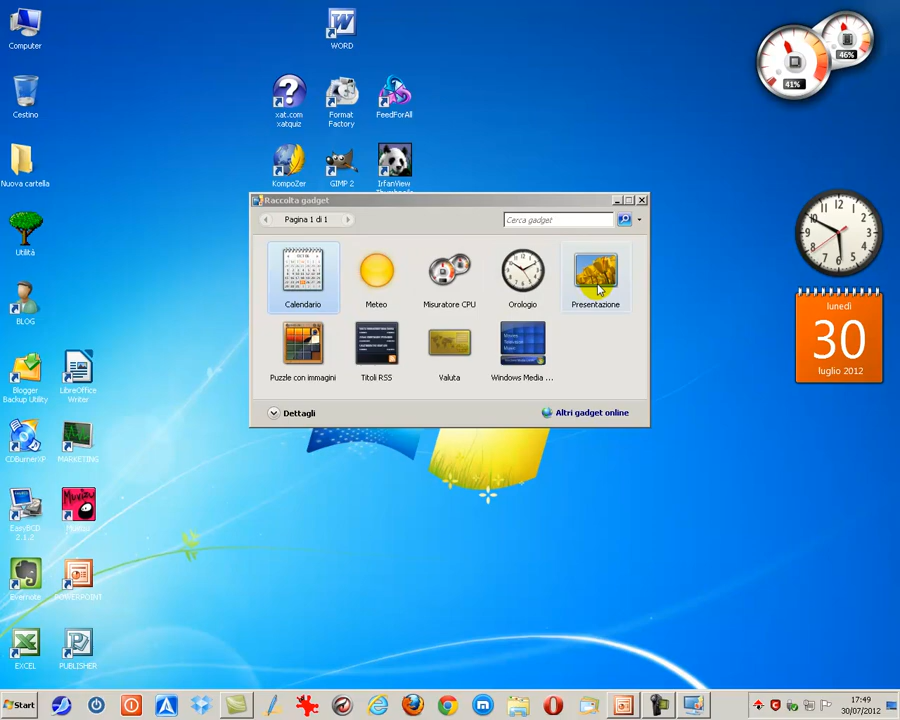 Computer
WORD
46%
41%
Cestino
xat.com
xatquiz
Format
Factory
FeedForAll
Nuova cartella
KompoZer
GIMP 2
IrfanView
Raccolta gadget
Pagina 1 di 1
Cerca gadget
Utilità
Calendario
Meteo
Misuratore CPU
Orologio
Presentazione
BLOG
Puzzle con immagini
Titoli RSS
Valuta
Windows Media ...
Dettagli
Altri gadget online
lunedì
30
luglio 2012
Blogger
Backup Utility
LibreOffice
Writer
CDBurnerXP
MARKETING
EasyBCD
2.1.2
Evernote
POWERPOINT
EXCEL
PUBLISHER
Start
17:49
30/07/2012